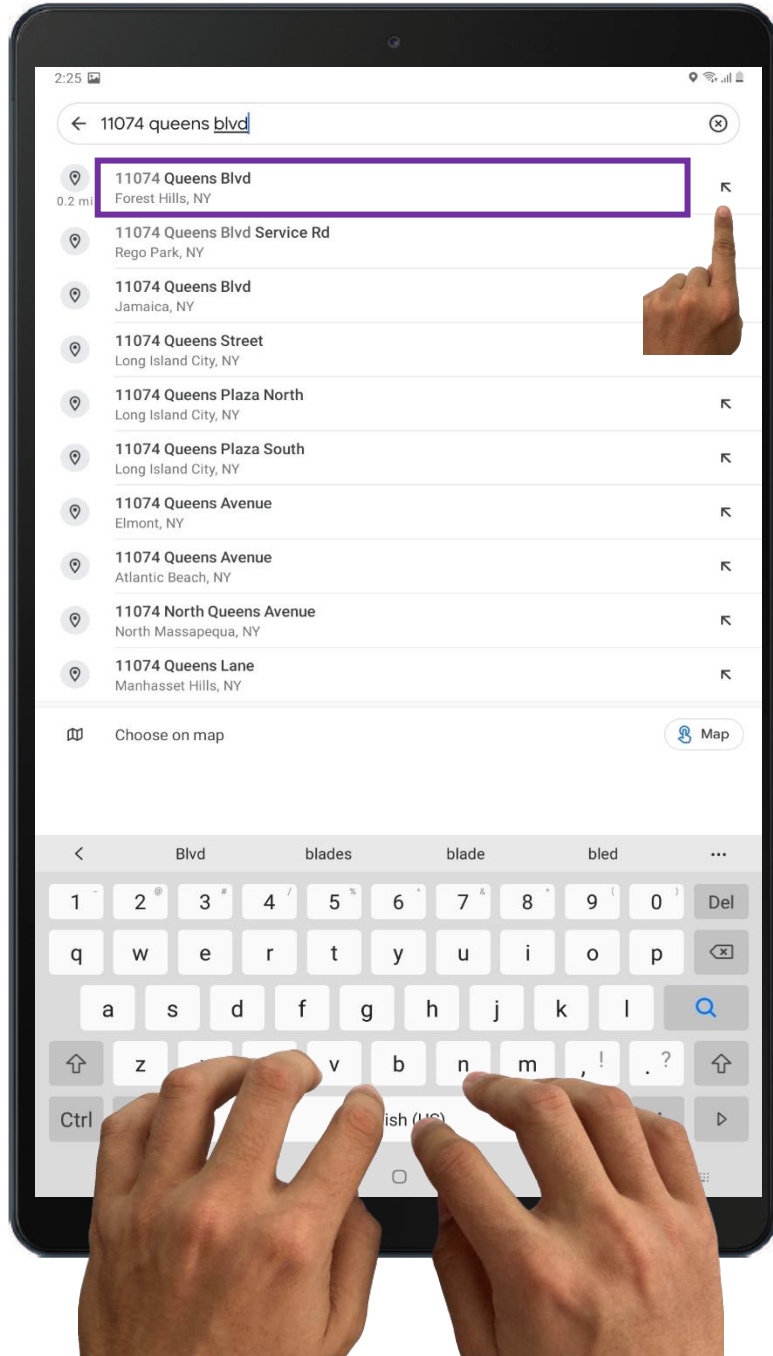 2:25
11074 queens blvd
11074 Queens Blvd
0.2 mi
Forest Hills, NY
11074 Queens Blvd Service Rd
Rego Park, NY
11074 Queens Blvd
Jamaica, NY
11074 Queens Street
Long Island City, NY
11074 Queens Plaza North
Long Island City, NY
11074 Queens Plaza South
Long Island City, NY
11074 Queens Avenue
Elmont, NY
11074 Queens Avenue
Atlantic Beach, NY
11074 North Queens Avenue
North Massapequa, NY
11074 Queens Lane
Manhasset Hills, NY
Choose on map Map
Blvd blades blade bled ...
1 - 2 @ 3 # 4 / 5 % 6 ^ 7 & 8 * 9 ( 0 ) Del
q w e r t y u i o p
a s d f g h j k l
z v b n m , ! . ?
Ctrl ish (US)